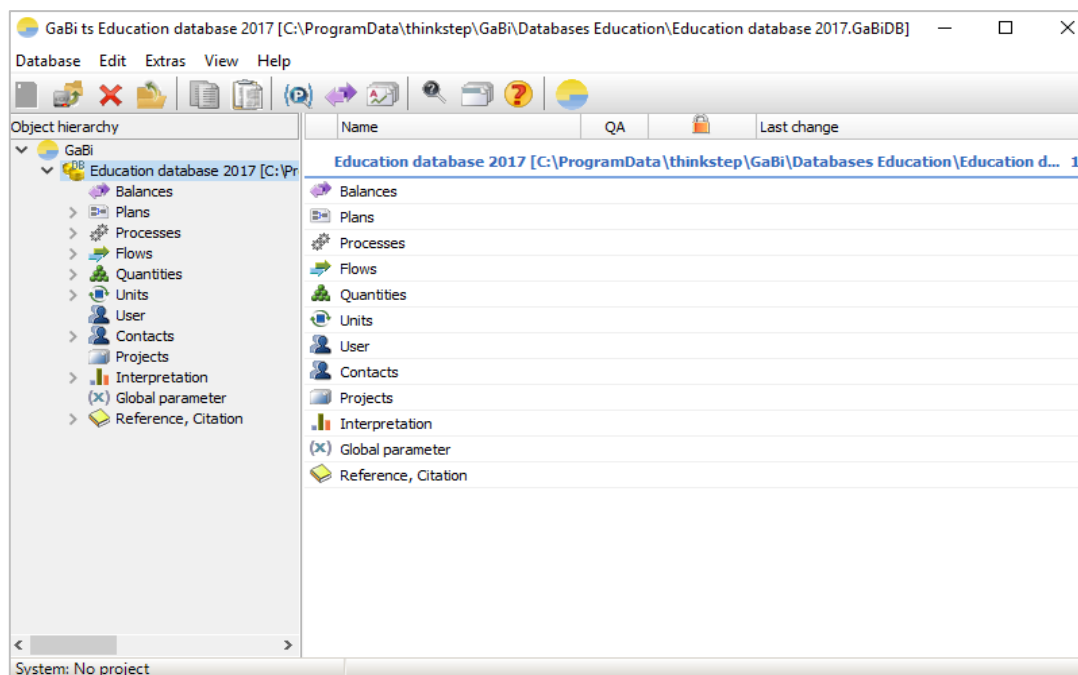 GaBi ts Education database 2017 [C:\ProgramData\thinkstep\GaBi\Databases Education\Education database 2017.GaBiDB]
Database Edit Extras View Help
Object hierarchy
Name QA Last change
GaBi
Education database 2017 [C:\Pr
Education database 2017 [C:\ProgramData\thinkstep\GaBi\Databases Education\Education d... 1
Balances
Plans
Processes
Flows
Quantities
Units
User
Contacts
Projects
Interpretation
(x) Global parameter
Reference, Citation
Balances
Plans
Processes
Flows
Quantities
Units
User
Contacts
Projects
Interpretation
(x) Global parameter
Reference, Citation
System: No project